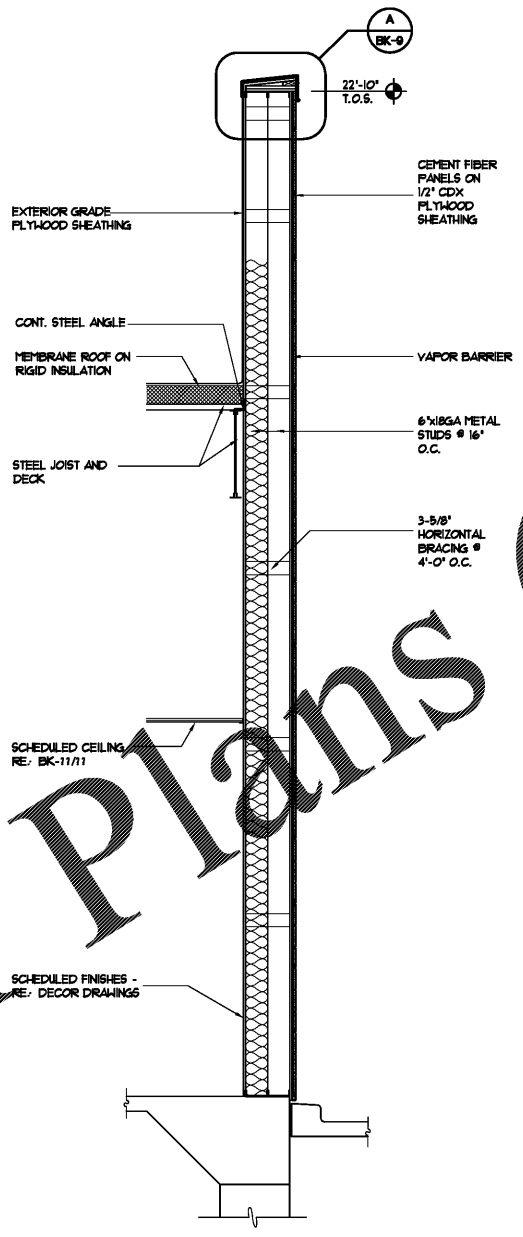 A
BK-9
22'-10"
T.O.S.
CEMENT FIBER
PANELS ON
1/2" CDX
PLYWOOD
SHEATHING
EXTERIOR GRADE
PLYWOOD SHEATHING
CONT. STEEL ANGLE
MEMBRANE ROOF ON
RIGID INSULATION
VAPOR BARRIER
6"x18GA METAL
STUDS @ 16"
O.C.
STEEL JOIST AND
DECK
3-5/8"
HORIZONTAL
BRACING @
4'-0" O.C.
Plans
SCHEDULED CEILING
RE: BK-11/11
SCHEDULED FINISHES -
RE: DECOR DRAWINGS